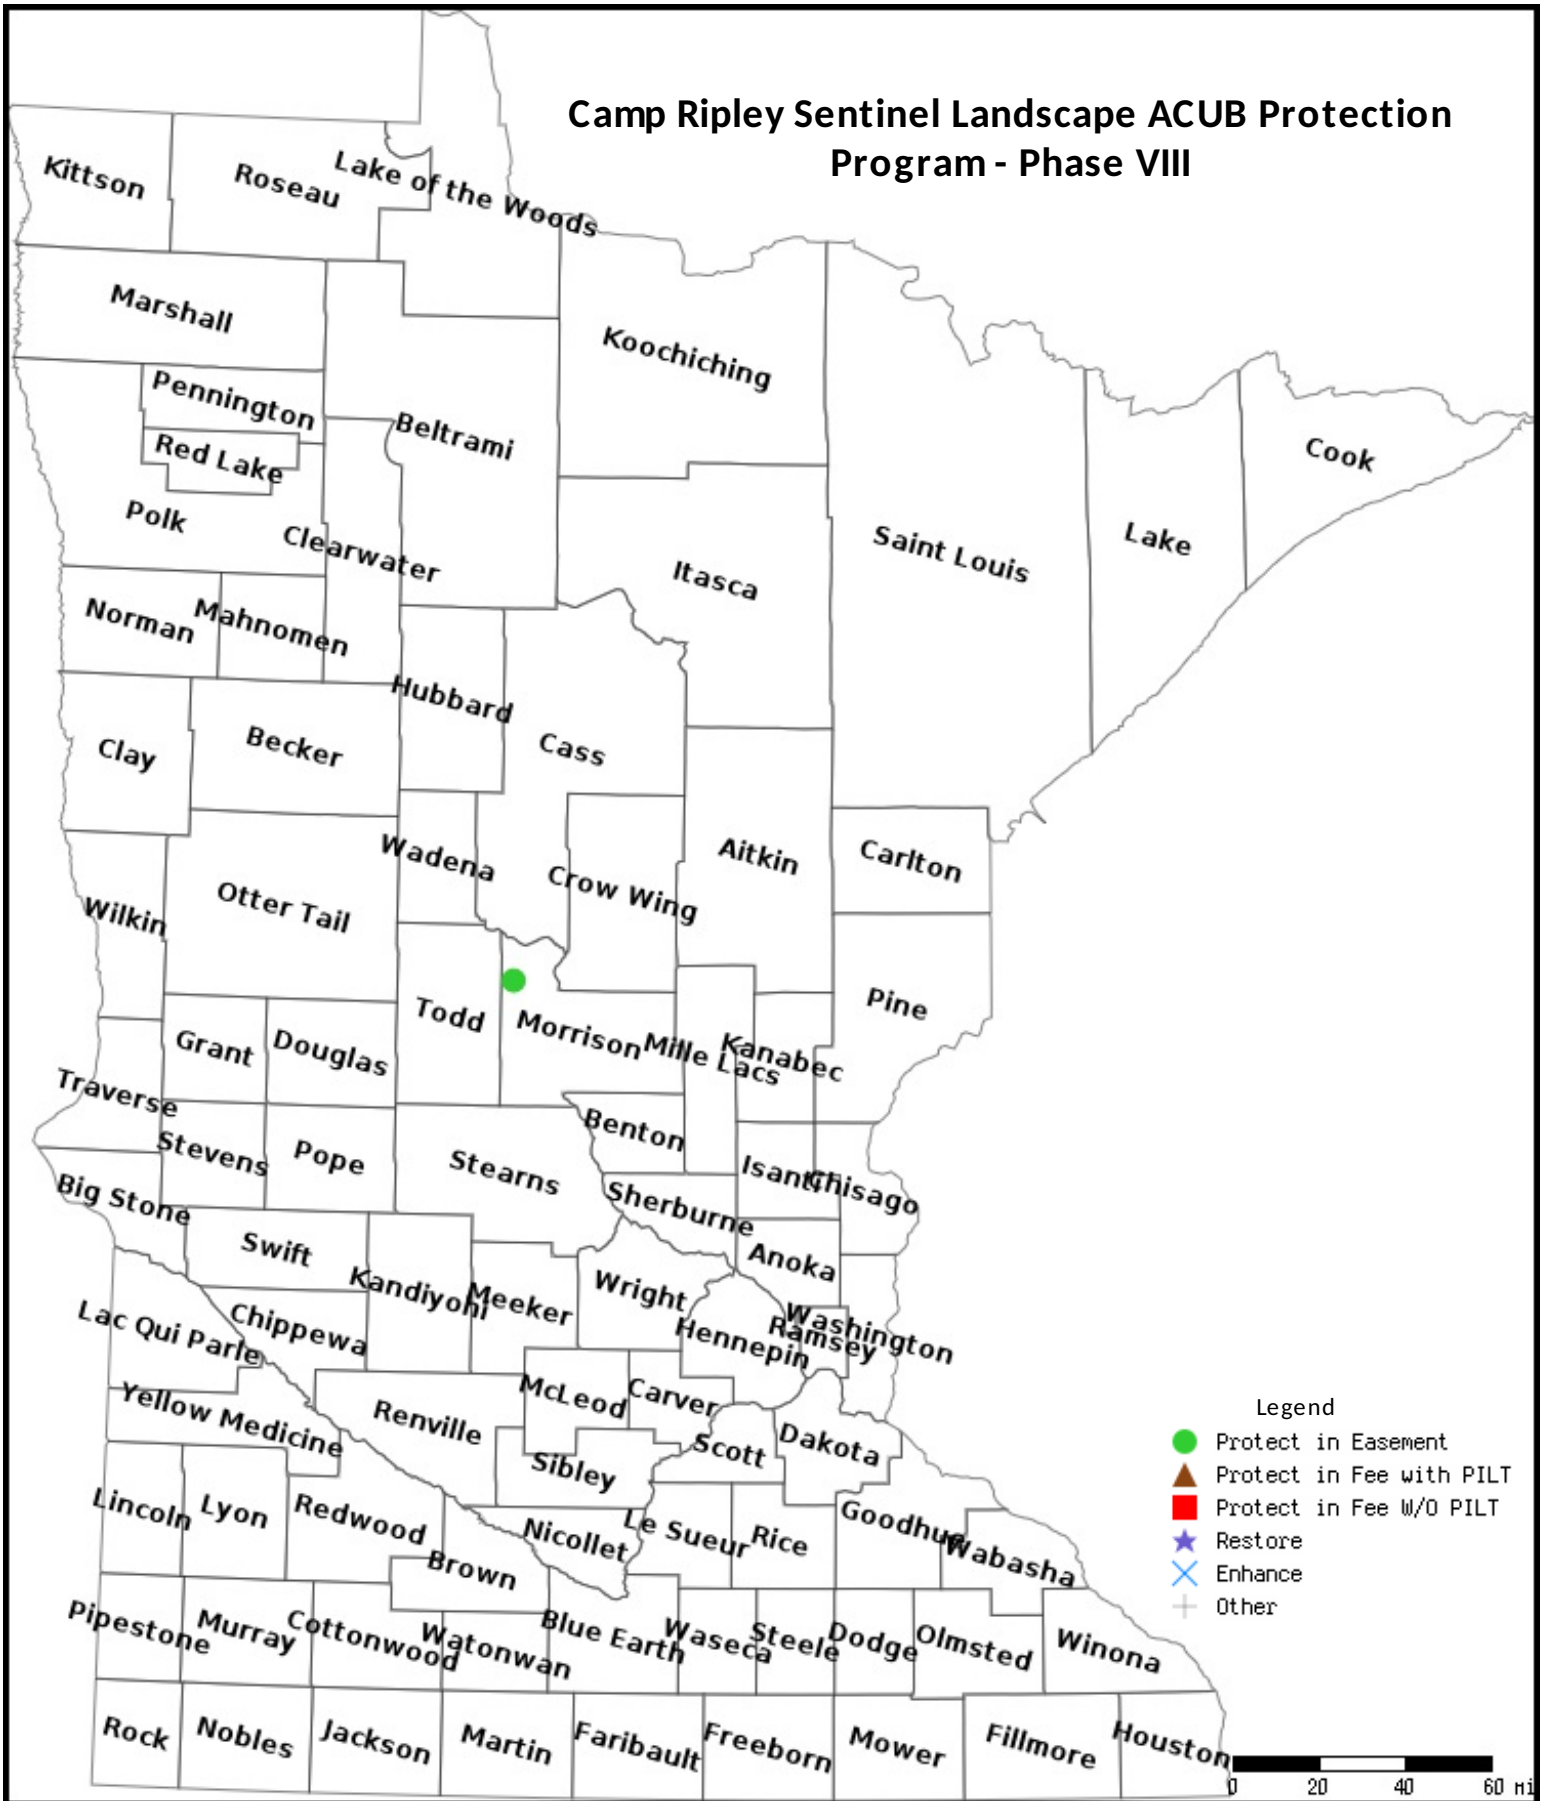 Camp Ripley Sentinel Landscape ACUB Protection
Program - Phase VIII
Kittson
Roseau
Lake of the Woods
Marshall
Koochiching
Pennington
Beltrami
Red Lake
Cook
Polk
Clearwater
Saint Louis
Lake
Itasca
Norman
Mahnomen
Hubbard
Clay
Becker
Cass
Wadena
Aitkin
Carlton
Otter Tail
Crow Wing
Wilkin
Pine
Todd
Morrison
Mille Lacs
Kanabec
Grant
Douglas
Traverse
Benton
Stevens
Pope
Stearns
Isanti
Chisago
Big Stone
Sherburne
Swift
Anoka
Kandiyohi
Meeker
Wright
Lac Qui Parle
Chippewa
Washington
Ramsey
Hennepin
McLeod
Carver
Yellow Medicine
Renville
Scott
Dakota
Sibley
Lincoln
Lyon
Redwood
Nicollet
Le Sueur
Rice
Goodhue
Wabasha
Brown
Pipestone
Murray
Cottonwood
Watonwan
Blue Earth
Waseca
Steele
Dodge
Olmsted
Winona
Rock
Nobles
Jackson
Martin
Faribault
Freeborn
Mower
Fillmore
Houston
Legend
Protect in Easement
Protect in Fee with PILT
Protect in Fee W/O PILT
Restore
Enhance
Other
0 20 40 60 mi